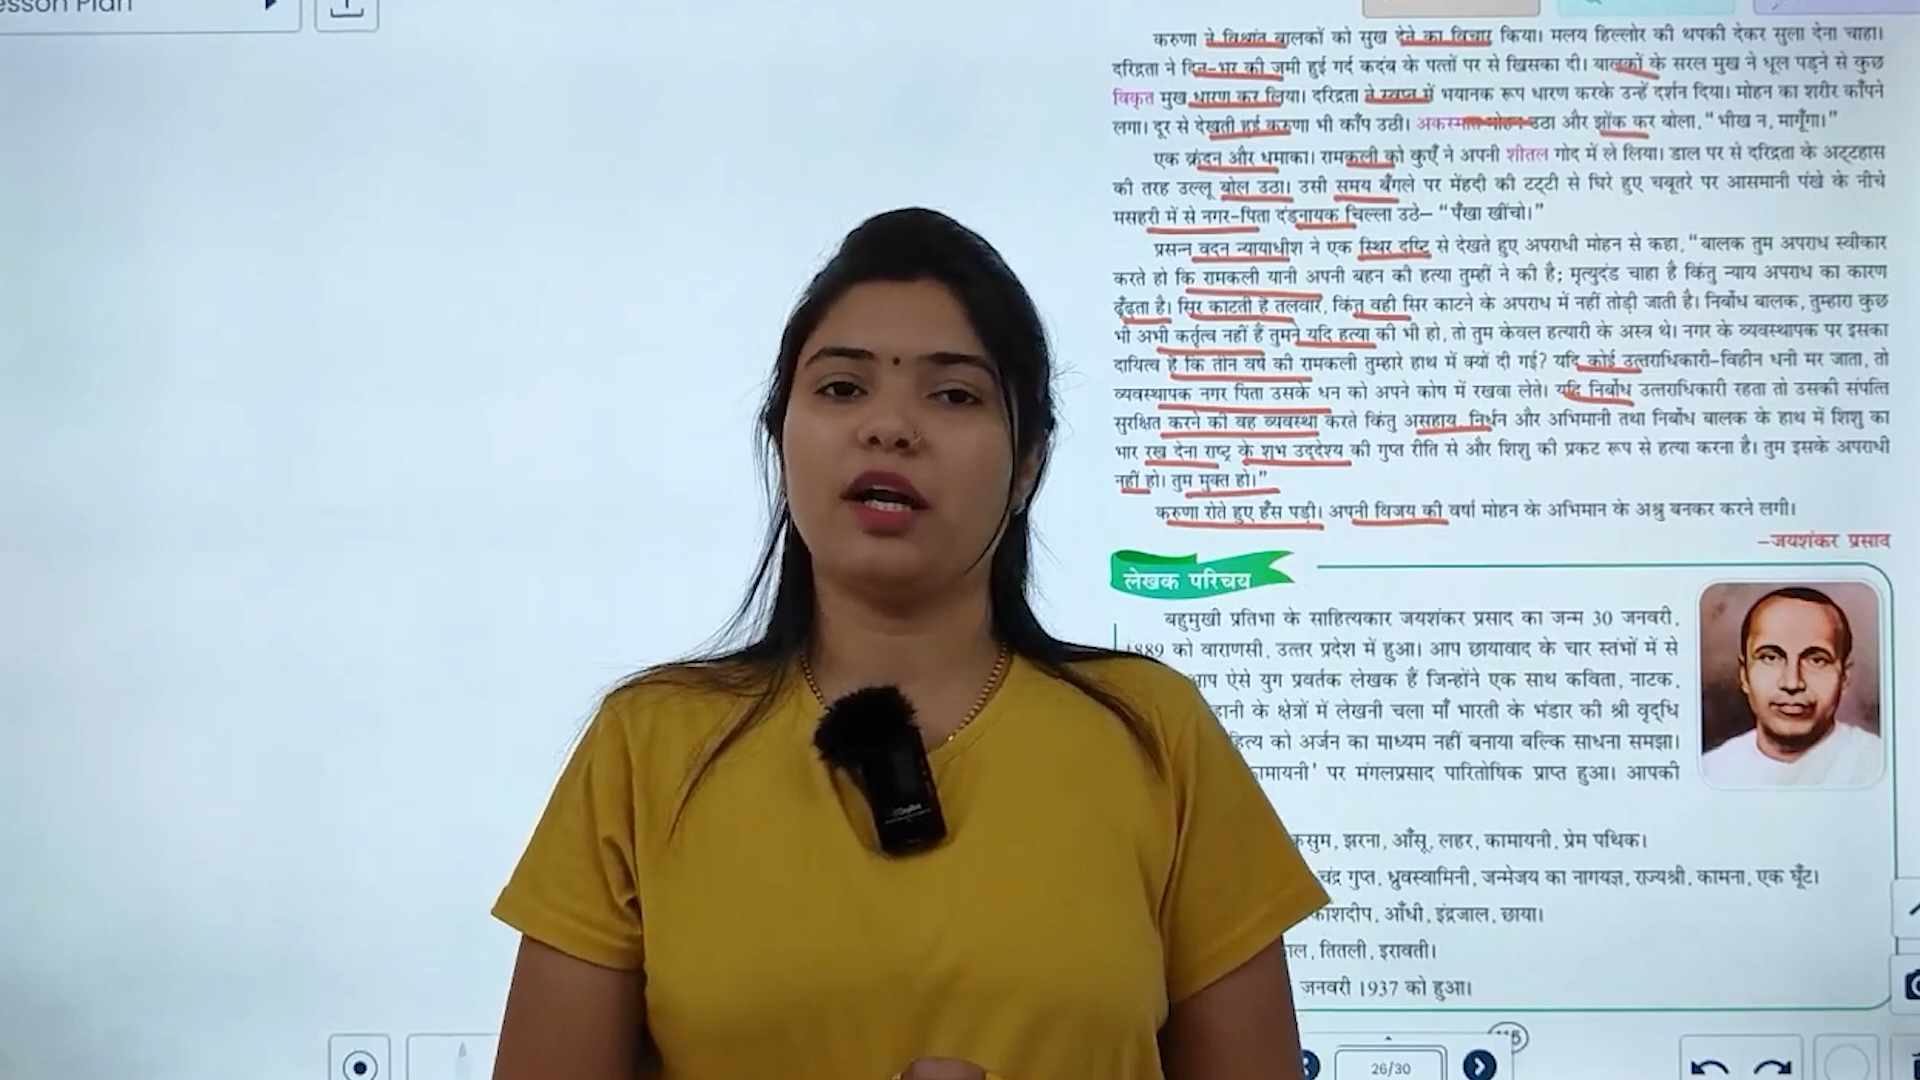 Lesson Plan
करुणा ने विश्रांत बालकों को सुख देने का विचार किया। मलय हिल्लोर की थपकी देकर सुला देना चाहा।
दरिद्रता ने दिन-भर की जमी हुई गर्द कदंब के पत्तों पर से खिसका दी। बालकों के सरल मुख ने धूल पड़ने से कुछ
विकृत मुख धारण कर लिया। दरिद्रता ने स्वप्न में भयानक रूप धारण करके उन्हें दर्शन दिया। मोहन का शरीर काँपने
लगा। दूर से देखती हुई करुणा भी काँप उठी। अकस्मात मोहन उठा और झोंक कर बोला, “भीख न, माँगूँगा।”
एक क्रंदन और धमाका। रामकली को कुएँ ने अपनी शीतल गोद में ले लिया। डाल पर से दरिद्रता के अट्टहास
की तरह उल्लू बोल उठा। उसी समय बँगले पर मेंहदी की टट्टी से घिरे हुए चबूतरे पर आसमानी पंखे के नीचे
मसहरी में से नगर-पिता दंडनायक चिल्ला उठे– “पँखा खींचो।”
प्रसन्न वदन न्यायाधीश ने एक स्थिर दृष्टि से देखते हुए अपराधी मोहन से कहा, “बालक तुम अपराध स्वीकार
करते हो कि रामकली यानी अपनी बहन की हत्या तुम्हीं ने की है; मृत्युदंड चाहा है किंतु न्याय अपराध का कारण
ढूँढ़ता है। सिर काटती है तलवार, किंतु वही सिर काटने के अपराध में नहीं तोड़ी जाती है। निर्बोध बालक, तुम्हारा कुछ
भी अभी कर्तृत्व नहीं है तुमने यदि हत्या की भी हो, तो तुम केवल हत्यारी के अस्त्र थे। नगर के व्यवस्थापक पर इसका
दायित्व है कि तीन वर्ष की रामकली तुम्हारे हाथ में क्यों दी गई? यदि कोई उत्तराधिकारी-विहीन धनी मर जाता, तो
व्यवस्थापक नगर पिता उसके धन को अपने कोष में रखवा लेते। यदि निर्बोध उत्तराधिकारी रहता तो उसकी संपत्ति
सुरक्षित करने की वह व्यवस्था करते किंतु असहाय, निर्धन और अभिमानी तथा निर्बोध बालक के हाथ में शिशु का
भार रख देना राष्ट्र के शुभ उद्देश्य की गुप्त रीति से और शिशु की प्रकट रूप से हत्या करना है। तुम इसके अपराधी
नहीं हो। तुम मुक्त हो।”
करुणा रोते हुए हँस पड़ी। अपनी विजय की वर्षा मोहन के अभिमान के अश्रु बनकर करने लगी।
–जयशंकर प्रसाद
लेखक परिचय
बहुमुखी प्रतिभा के साहित्यकार जयशंकर प्रसाद का जन्म 30 जनवरी,
1889 को वाराणसी, उत्तर प्रदेश में हुआ। आप छायावाद के चार स्तंभों में से
आप ऐसे युग प्रवर्तक लेखक हैं जिन्होंने एक साथ कविता, नाटक,
के क्षेत्रों में लेखनी चला माँ भारती के भंडार की श्री वृद्धि
को अर्जन का माध्यम नहीं बनाया बल्कि साधना समझा।
पर मंगलप्रसाद पारितोषिक प्राप्त हुआ। आपकी
झरना, आँसू, लहर, कामायनी, प्रेम पथिक।
चंद्र गुप्त, ध्रुवस्वामिनी, जन्मेजय का नागयज्ञ, राज्यश्री, कामना, एक घूँट।
आँधी, इंद्रजाल, छाया।
तितली, इरावती।
जनवरी 1937 को हुआ।
26/30